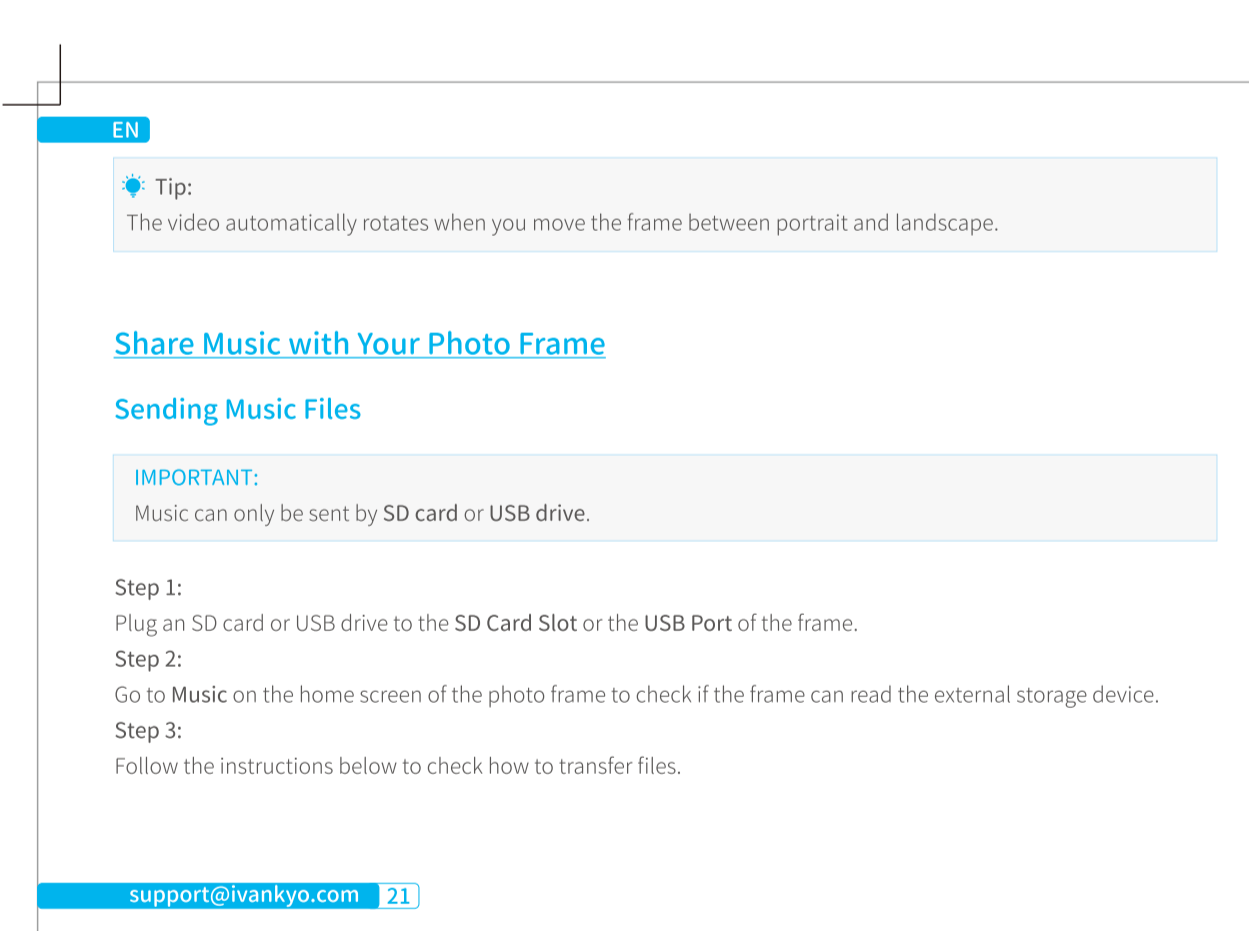 EN
Tip:
The video automatically rotates when you move the frame between portrait and landscape.
Share Music with Your Photo Frame
Sending Music Files
IMPORTANT:
Music can only be sent by SD card or USB drive.
Step 1:
Plug an SD card or USB drive to the SD Card Slot or the USB Port of the frame.
Step 2:
Go to Music on the home screen of the photo frame to check if the frame can read the external storage device.
Step 3:
Follow the instructions below to check how to transfer files.
support@ivankyo.com 21